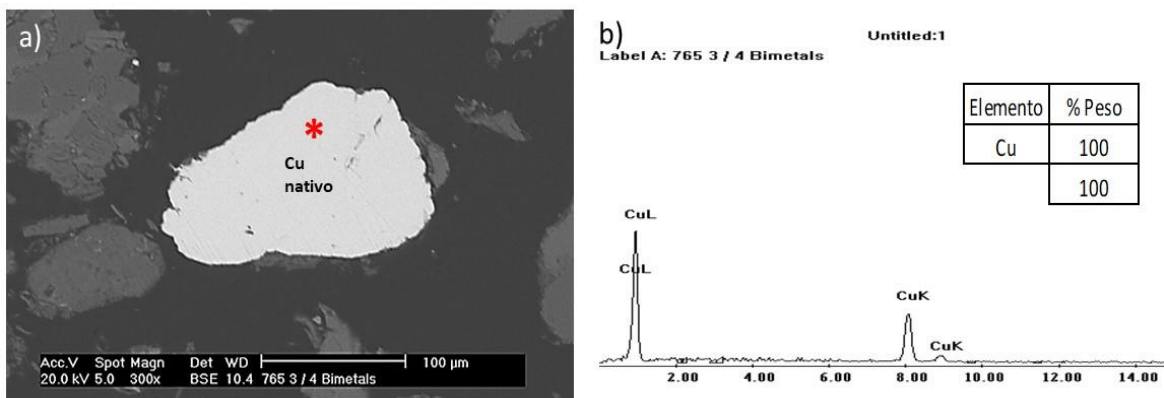 a)
*
Cu
nativo
Acc.V Spot Magn Det WD 100 µm
20.0 kV 5.0 300x BSE 10.4 765 3 / 4 Bimetals
b)
Untitled:1
Label A: 765 3 / 4 Bimetals
Elemento % Peso
Cu 100
100
CuL
CuL
CuK
CuK
2.00 4.00 6.00 8.00 10.00 12.00 14.00